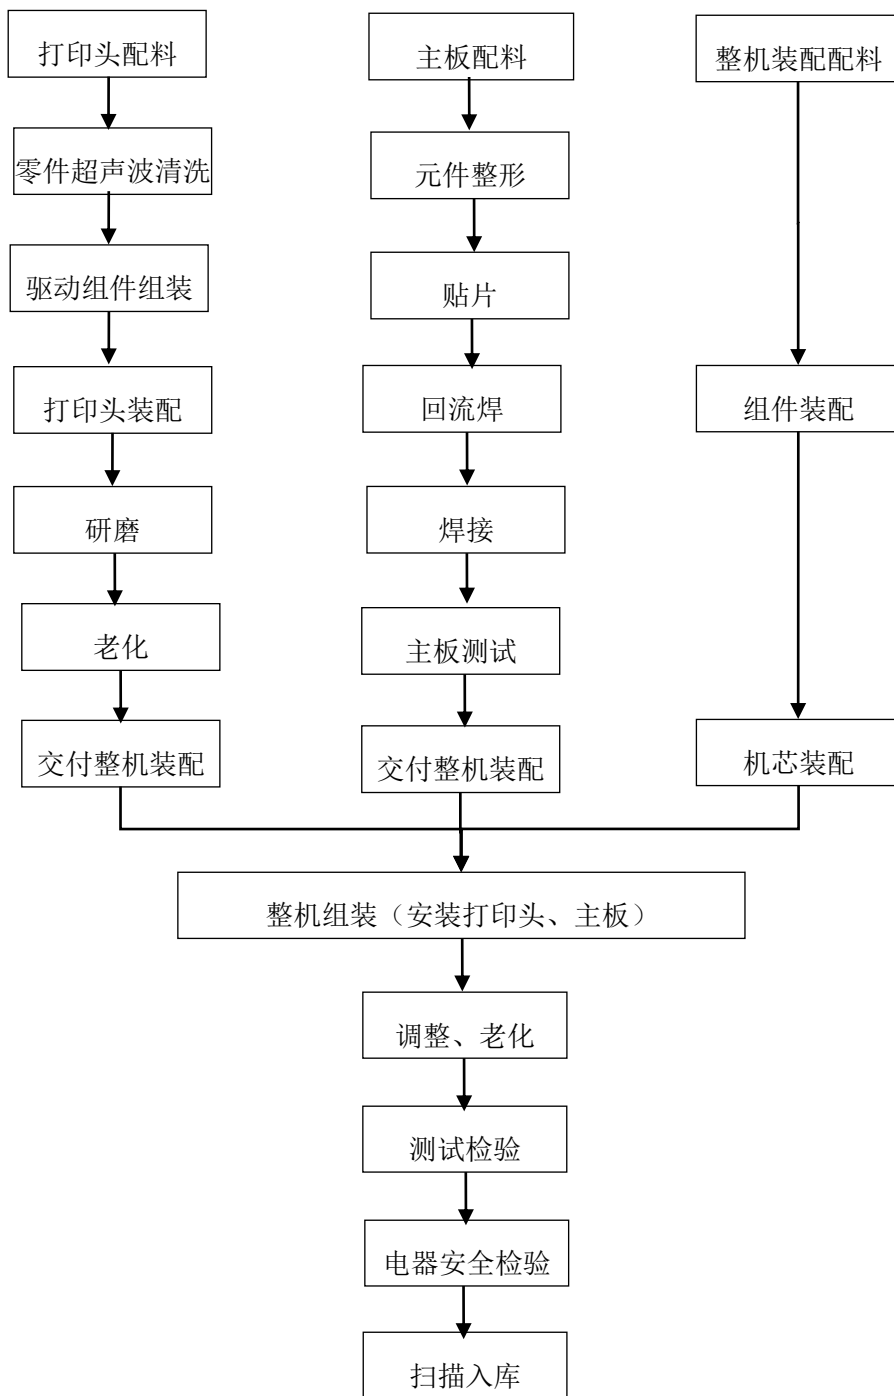 打印头配料
主板配料
整机装配配料
零件超声波清洗
元件整形
驱动组件组装
贴片
打印头装配
回流焊
组件装配
研磨
焊接
老化
主板测试
交付整机装配
交付整机装配
机芯装配
整机组装（安装打印头、主板）
调整、老化
测试检验
电器安全检验
扫描入库